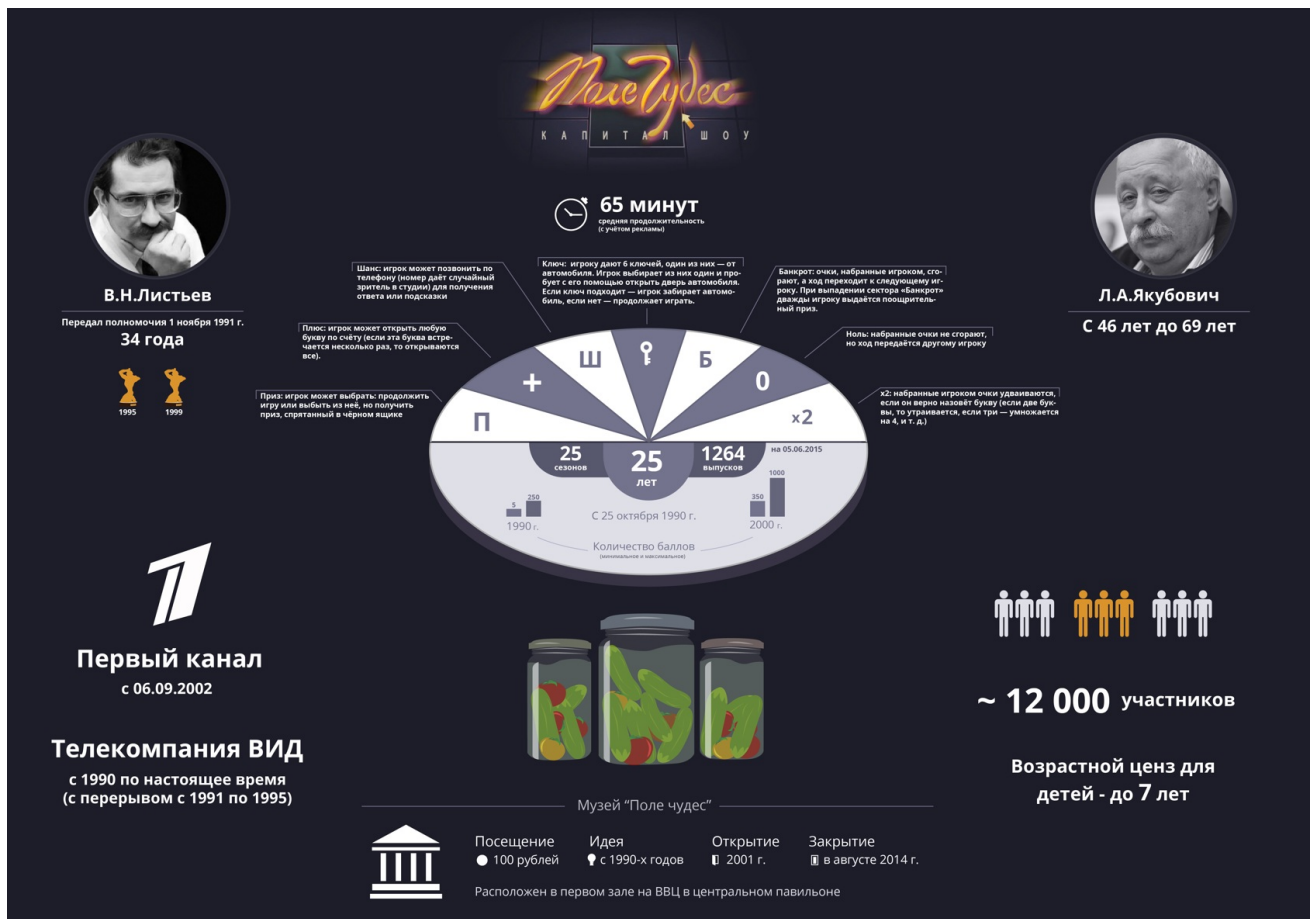 Поле Чудес
КАПИТАЛ ШОУ
65 минут
средняя продолжительность
(с учётом рекламы)
В.Н.Листьев
Передал полномочия 1 ноября 1991 г.
34 года
1995
1999
Л.А.Якубович
С 46 лет до 69 лет
Приз: игрок может выбрать: продолжить
игру или выбыть из неё, но получить
приз, спрятанный в чёрном ящике
Плюс: игрок может открыть любую
букву по счёту (если эта буква встре-
чается несколько раз, то открываются
все).
Шанс: игрок может позвонить по
телефону (номер даёт случайный
зритель в студии) для получения
ответа или подсказки
Ключ: игроку дают 6 ключей, один из них — от
автомобиля. Игрок выбирает из них один и про-
бует с его помощью открыть дверь автомобиля.
Если ключ подходит — игрок забирает автомо-
биль, если нет — продолжает играть.
Банкрот: очки, набранные игроком, сго-
рают, а ход переходит к следующему иг-
року. При выпадении сектора «Банкрот»
дважды игроку выдаётся поощритель-
ный приз.
Ноль: набранные очки не сгорают,
но ход передаётся другому игроку
x2: набранные игроком очки удваиваются,
если он верно назовёт букву (если две бук-
вы, то утраивается, если три — умножается
на 4, и т. д.)
П
+
Ш
Б
0
x2
25
сезонов
25
лет
1264
выпусков
на 05.06.2015
5
250
1990 г.
С 25 октября 1990 г.
350
1000
2000 г.
Количество баллов
(минимальное и максимальное)
Первый канал
с 06.09.2002
Телекомпания ВИД
с 1990 по настоящее время
(с перерывом с 1991 по 1995)
~ 12 000 участников
Возрастной ценз для
детей - до 7 лет
Музей “Поле чудес”
Посещение
100 рублей
Идея
с 1990-х годов
Открытие
2001 г.
Закрытие
в августе 2014 г.
Расположен в первом зале на ВВЦ в центральном павильоне